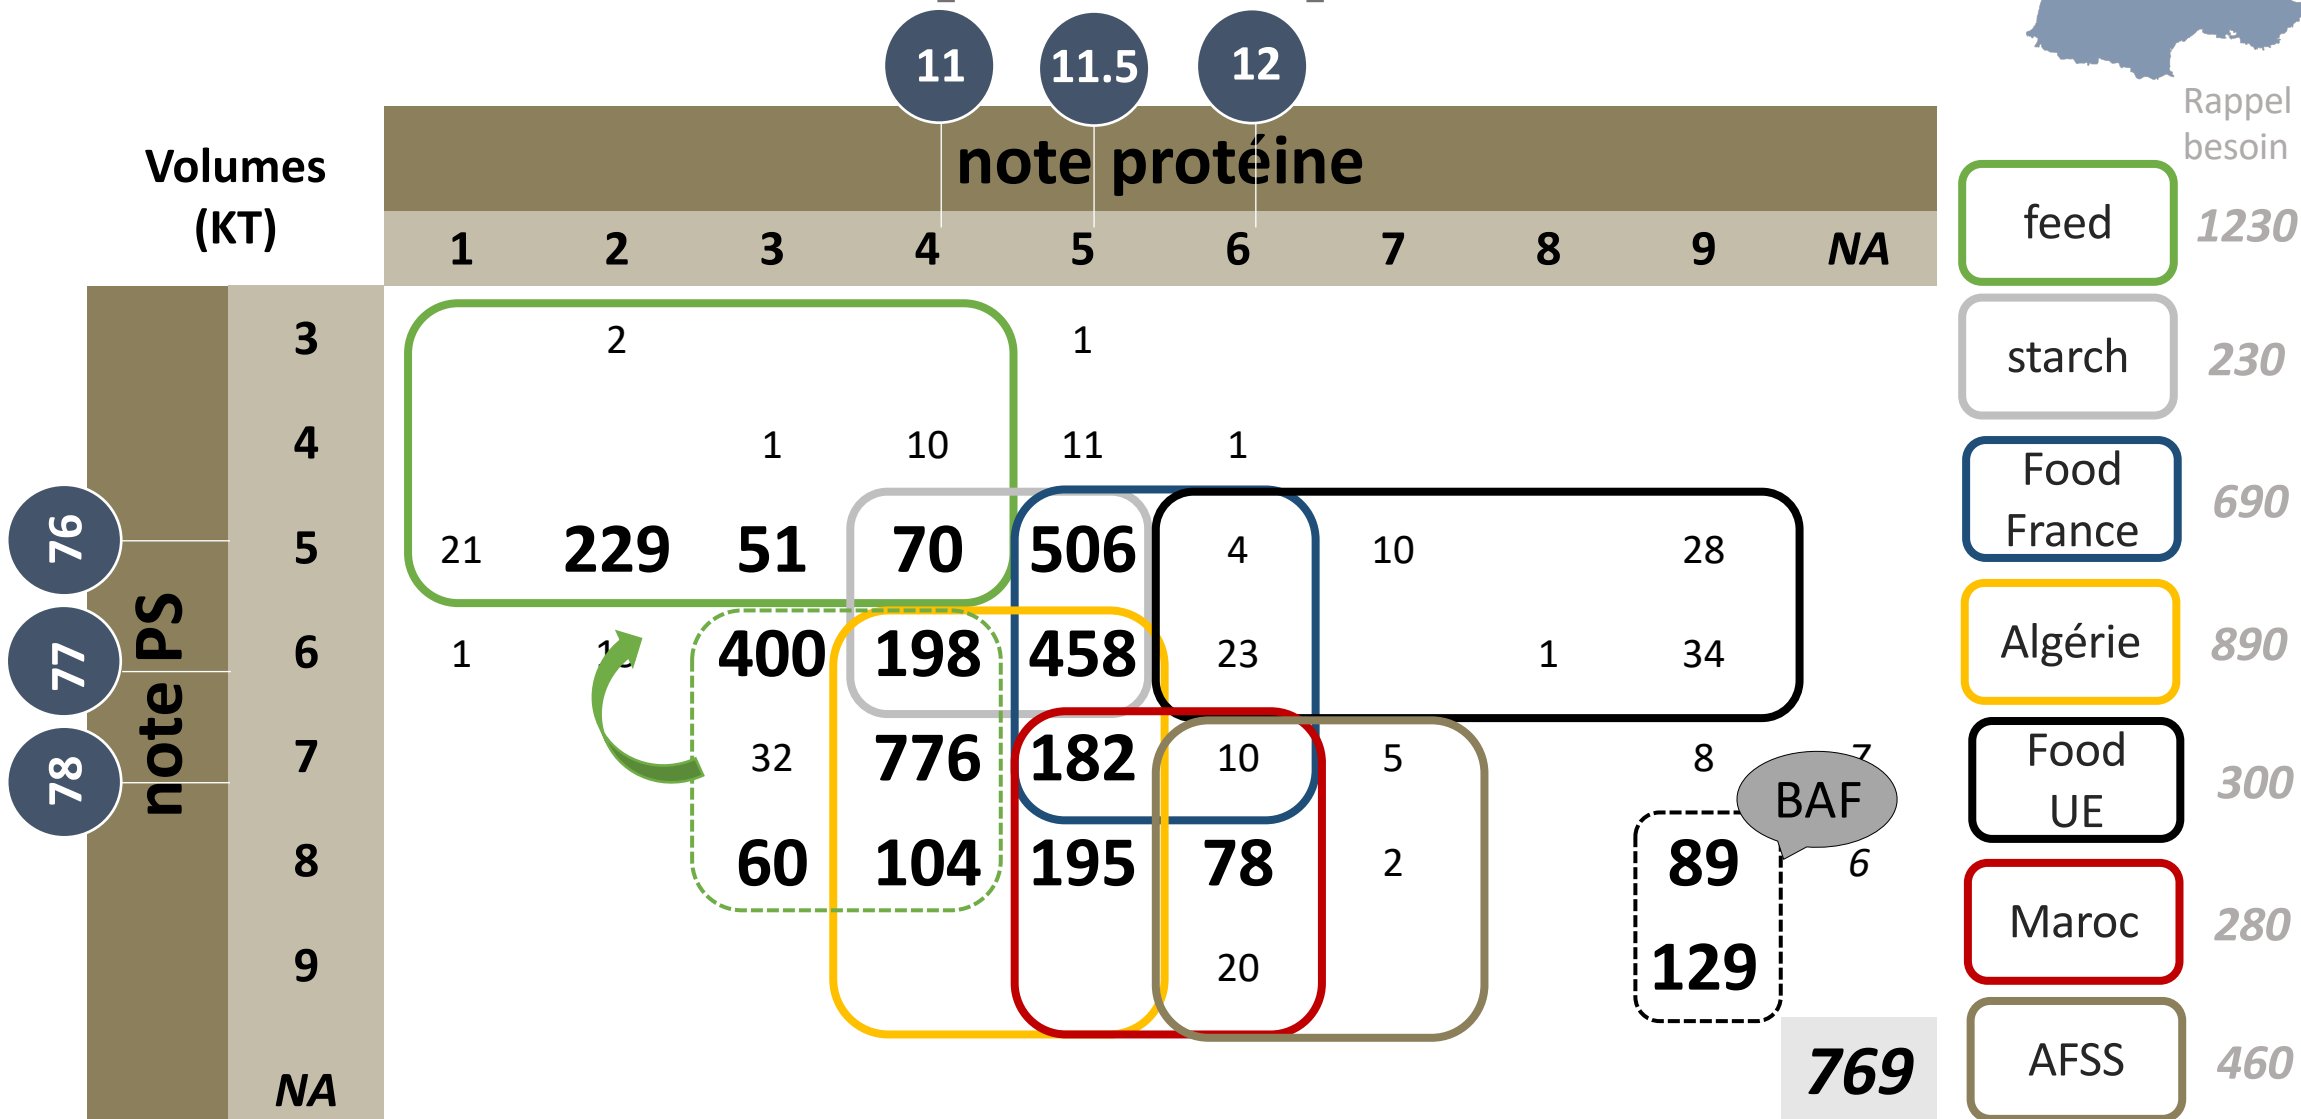 11 11.5 12
Rappel
besoin
Volumes
(KT)
note protéine
1 2 3 4 5 6 7 8 9 NA
feed 1230
3 2 1
starch 230
4 1 10 11 1
Food
France
690
76
5 21 229 51 70 506 4 10 28
note PS
77
6 1 400 198 458 23 1 34
Algérie 890
78
7 32 776 182 10 5 8 7
BAF
Food
UE
300
8 60 104 195 78 2 89 6
Maroc 280
9 20 129
NA 769
AFSS 460